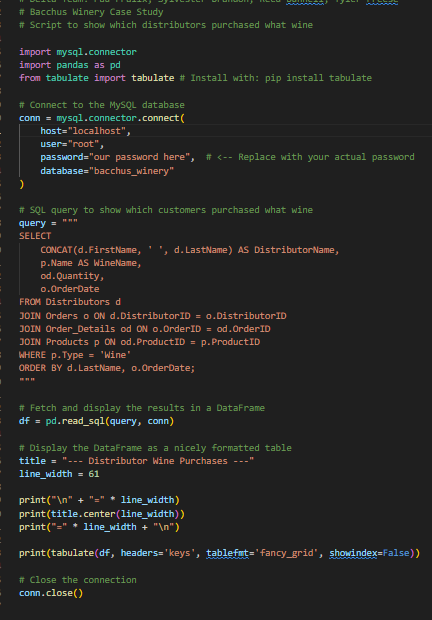 # Bacchus Winery Case Study
# Script to show which distributors purchased what wine
import mysql.connector
import pandas as pd
from tabulate import tabulate # Install with: pip install tabulate
# Connect to the MySQL database
conn = mysql.connector.connect(
    host="localhost",
    user="root",
    password="our password here",  # <-- Replace with your actual password
    database="bacchus_winery"
)
# SQL query to show which customers purchased what wine
query = """
SELECT
    CONCAT(d.FirstName, ' ', d.LastName) AS DistributorName,
    p.Name AS WineName,
    od.Quantity,
    o.OrderDate
FROM Distributors d
JOIN Orders o ON d.DistributorID = o.DistributorID
JOIN Order_Details od ON o.OrderID = od.OrderID
JOIN Products p ON od.ProductID = p.ProductID
WHERE p.Type = 'Wine'
ORDER BY d.LastName, o.OrderDate;
"""
# Fetch and display the results in a DataFrame
df = pd.read_sql(query, conn)
# Display the DataFrame as a nicely formatted table
title = "--- Distributor Wine Purchases ---"
line_width = 61
print("\n" + "=" * line_width)
print(title.center(line_width))
print("=" * line_width + "\n")
print(tabulate(df, headers='keys', tablefmt='fancy_grid', showindex=False))
# Close the connection
conn.close()